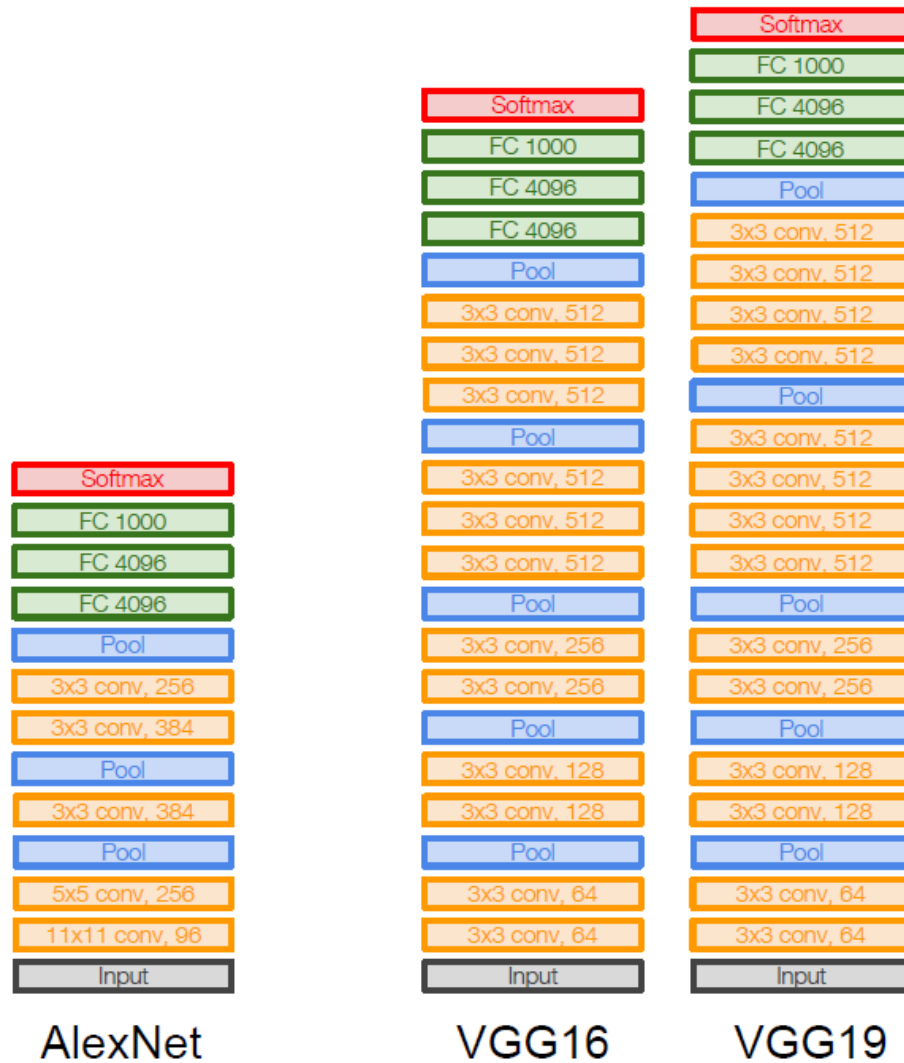 Softmax
FC 1000
FC 4096
FC 4096
Pool
3x3 conv, 256
3x3 conv, 384
Pool
3x3 conv, 384
Pool
5x5 conv, 256
11x11 conv, 96
Input
AlexNet
Softmax
FC 1000
FC 4096
FC 4096
Pool
3x3 conv, 512
3x3 conv, 512
3x3 conv, 512
Pool
3x3 conv, 512
3x3 conv, 512
3x3 conv, 512
Pool
3x3 conv, 256
3x3 conv, 256
Pool
3x3 conv, 128
3x3 conv, 128
Pool
3x3 conv, 64
3x3 conv, 64
Input
VGG16
Softmax
FC 1000
FC 4096
FC 4096
Pool
3x3 conv, 512
3x3 conv, 512
3x3 conv, 512
3x3 conv, 512
Pool
3x3 conv, 512
3x3 conv, 512
3x3 conv, 512
3x3 conv, 512
Pool
3x3 conv, 256
3x3 conv, 256
Pool
3x3 conv, 128
3x3 conv, 128
Pool
3x3 conv, 64
3x3 conv, 64
Input
VGG19